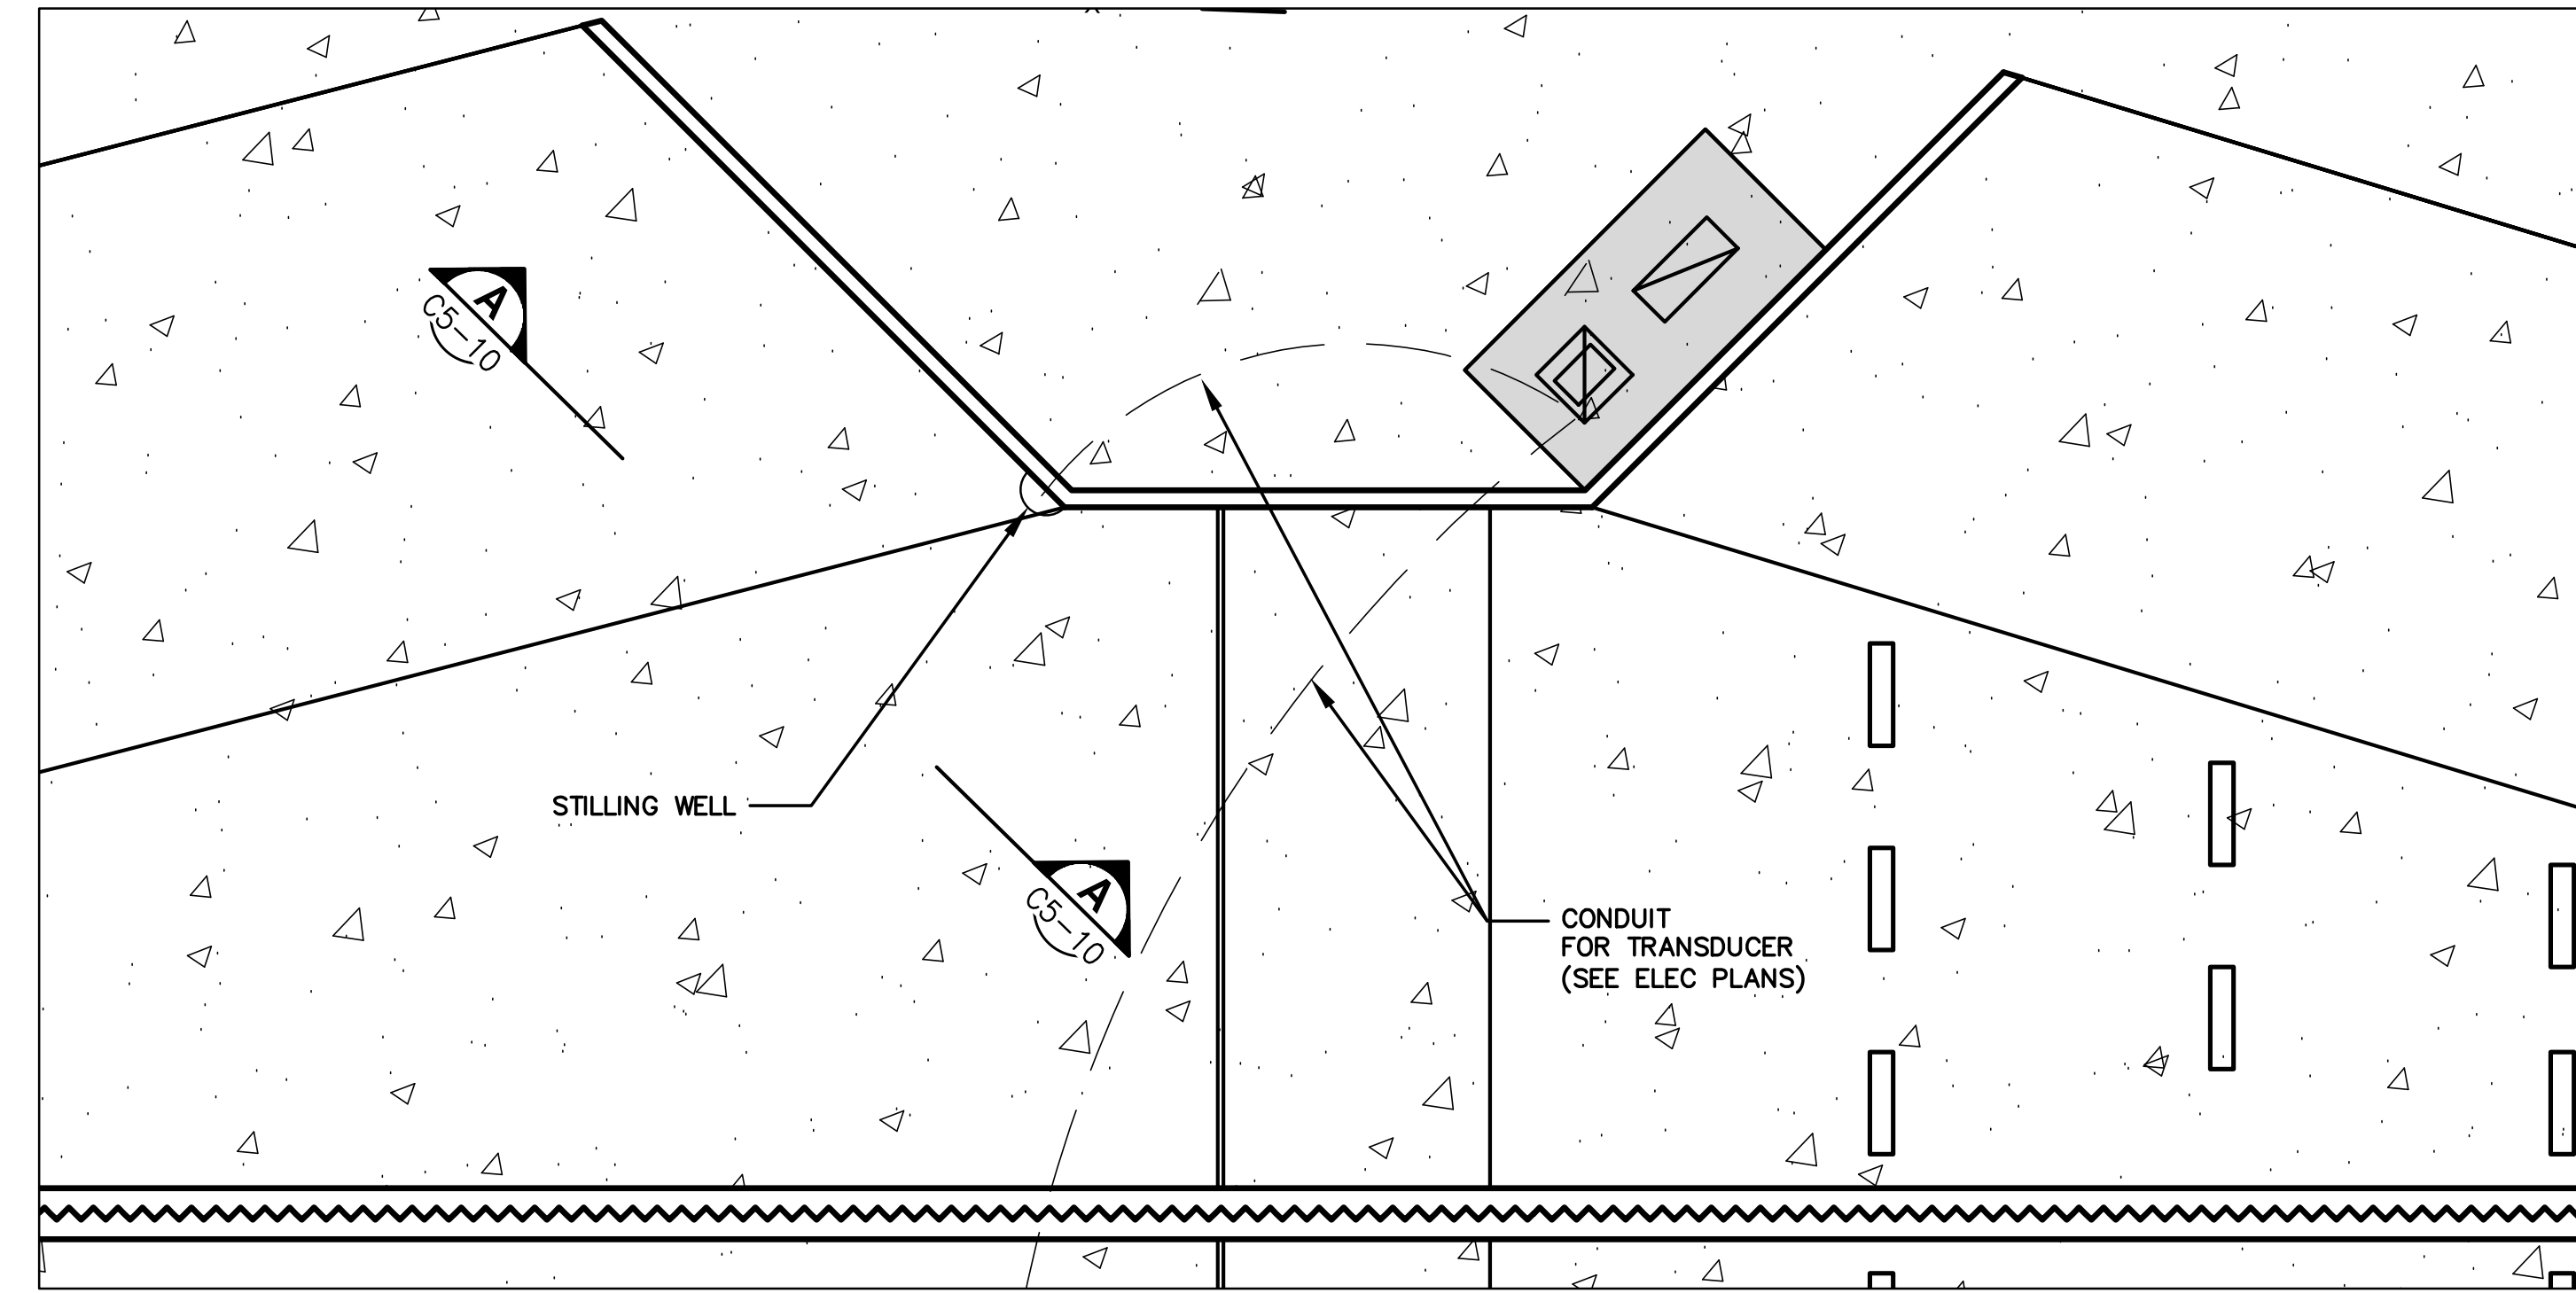 A
C5-10
STILLING WELL
A
C5-10
CONDUIT
FOR TRANSDUCER
(SEE ELEC PLANS)